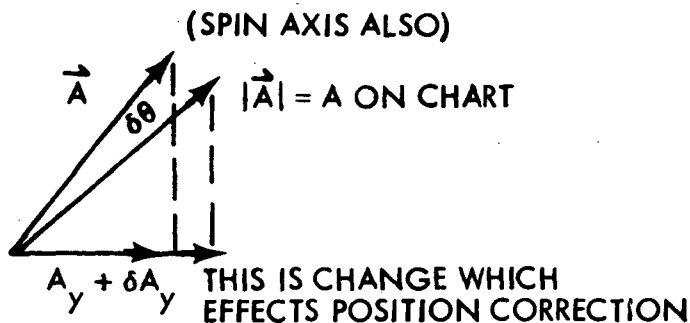 (SPIN AXIS ALSO)
A⃗
δθ
|A⃗| = A ON CHART
A_y + δA_y
THIS IS CHANGE WHICH
EFFECTS POSITION CORRECTION